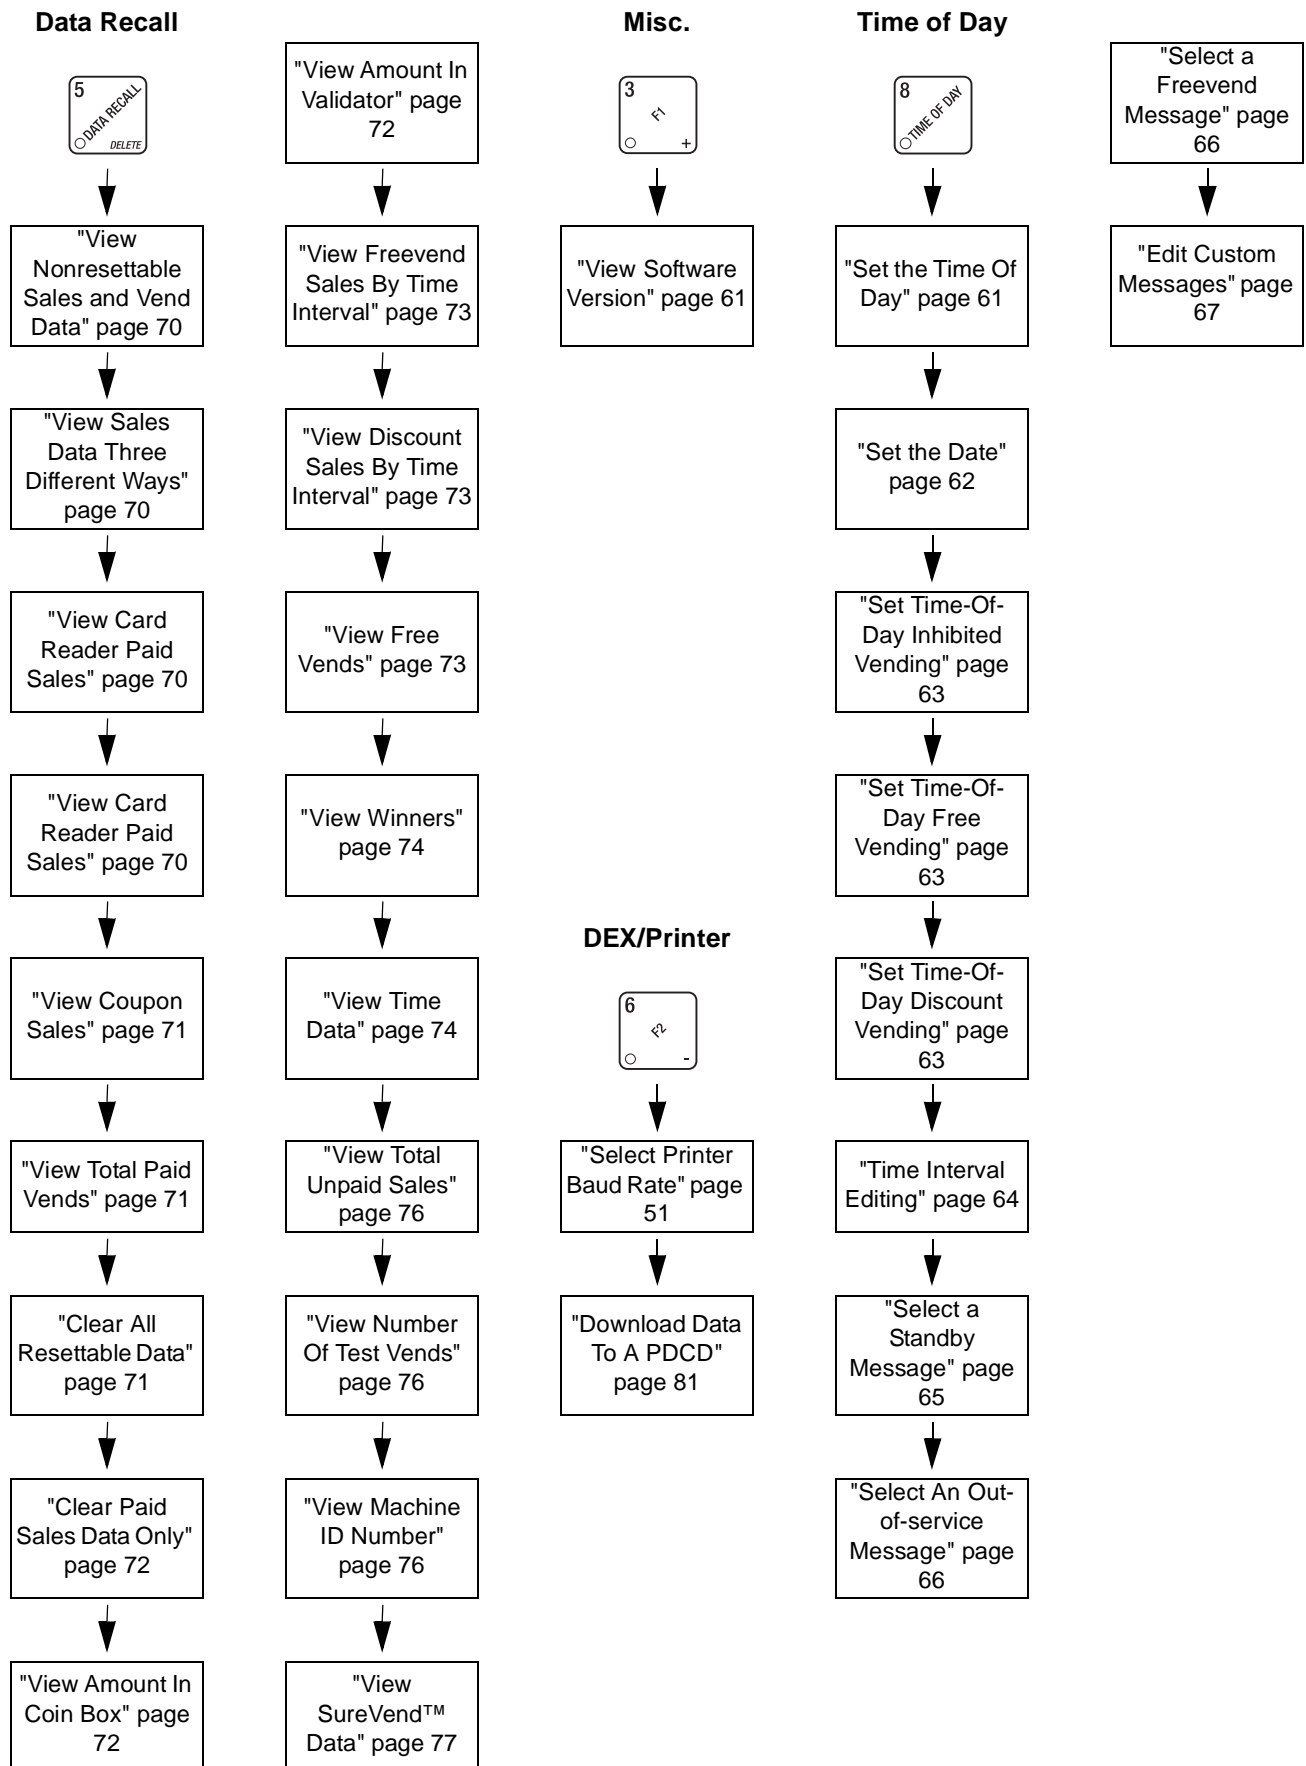 Data Recall
5
DATA RECALL
DELETE
"View
Nonresettable
Sales and Vend
Data" page 70
"View Sales
Data Three
Different Ways"
page 70
"View Card
Reader Paid
Sales" page 70
"View Card
Reader Paid
Sales" page 70
"View Coupon
Sales" page 71
"View Total Paid
Vends" page 71
"Clear All
Resettable Data"
page 71
"Clear Paid
Sales Data Only"
page 72
"View Amount In
Coin Box" page
72
"View Amount In
Validator" page
72
"View Freevend
Sales By Time
Interval" page 73
"View Discount
Sales By Time
Interval" page 73
"View Free
Vends" page 73
"View Winners"
page 74
"View Time
Data" page 74
"View Total
Unpaid Sales"
page 76
"View Number
Of Test Vends"
page 76
"View Machine
ID Number"
page 76
"View
SureVend™
Data" page 77
Misc.
3
F1
+
"View Software
Version" page 61
DEX/Printer
6
F2
-
"Select Printer
Baud Rate" page
51
"Download Data
To A PDCD"
page 81
Time of Day
8
TIME OF DAY
"Set the Time Of
Day" page 61
"Set the Date"
page 62
"Set Time-Of-
Day Inhibited
Vending" page
63
"Set Time-Of-
Day Free
Vending" page
63
"Set Time-Of-
Day Discount
Vending" page
63
"Time Interval
Editing" page 64
"Select a
Standby
Message" page
65
"Select An Out-
of-service
Message" page
66
"Select a
Freevend
Message" page
66
"Edit Custom
Messages" page
67